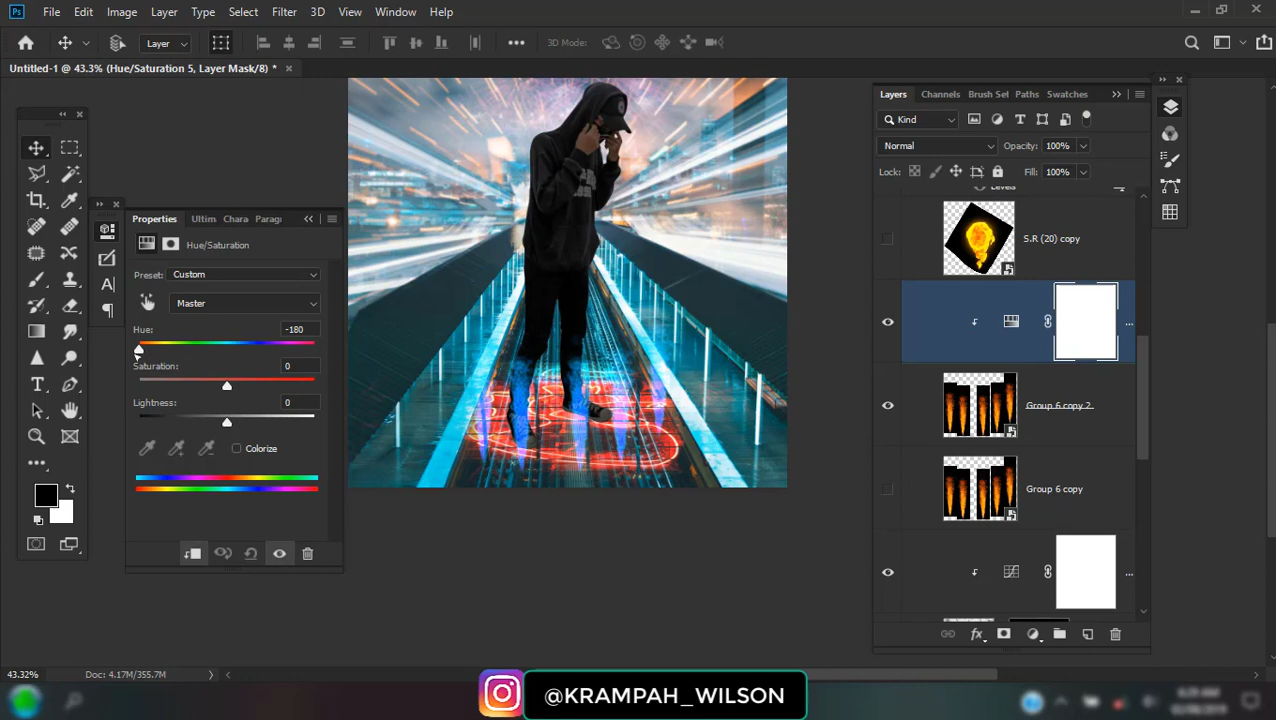 Ps File Edit Image Layer Type Select Filter 3D View Window Help
Layer 3D Mode:
Untitled-1 @ 43.3% (Hue/Saturation 5, Layer Mask/8) * ×
Properties Ultim Chara Paragr
Hue/Saturation
Preset: Custom
Master
Hue: -180
Saturation: 0
Lightness: 0
Colorize
Layers Channels Brush Set Paths Swatches
Kind
Normal Opacity: 100%
Lock: Fill: 100%
Levels
S.R (20) copy
...
Group 6 copy 2
Group 6 copy
...
fx
43.32% Doc: 4.17M/355.7M
@KRAMPAH_WILSON